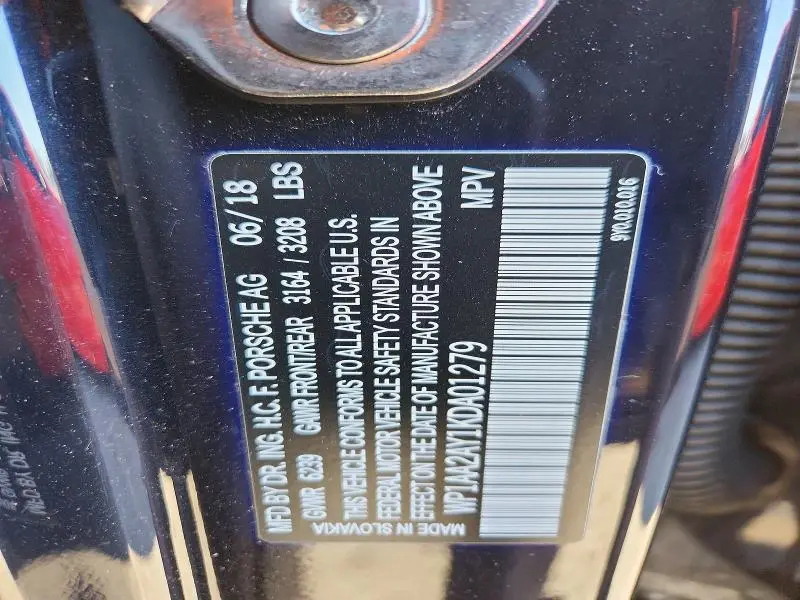 MFD BY DR. ING. H.C. F. PORSCHE AG 06/18
GVWR 6239 GAWR FRONT/REAR 3164 / 3208 LBS
THIS VEHICLE CONFORMS TO ALL APPLICABLE U.S.
FEDERAL MOTOR VEHICLE SAFETY STANDARDS IN
EFFECT ON THE DATE OF MANUFACTURE SHOWN ABOVE
WP1AA2AY1KDA01279 MPV
MADE IN SLOVAKIA
9Y0.010.016